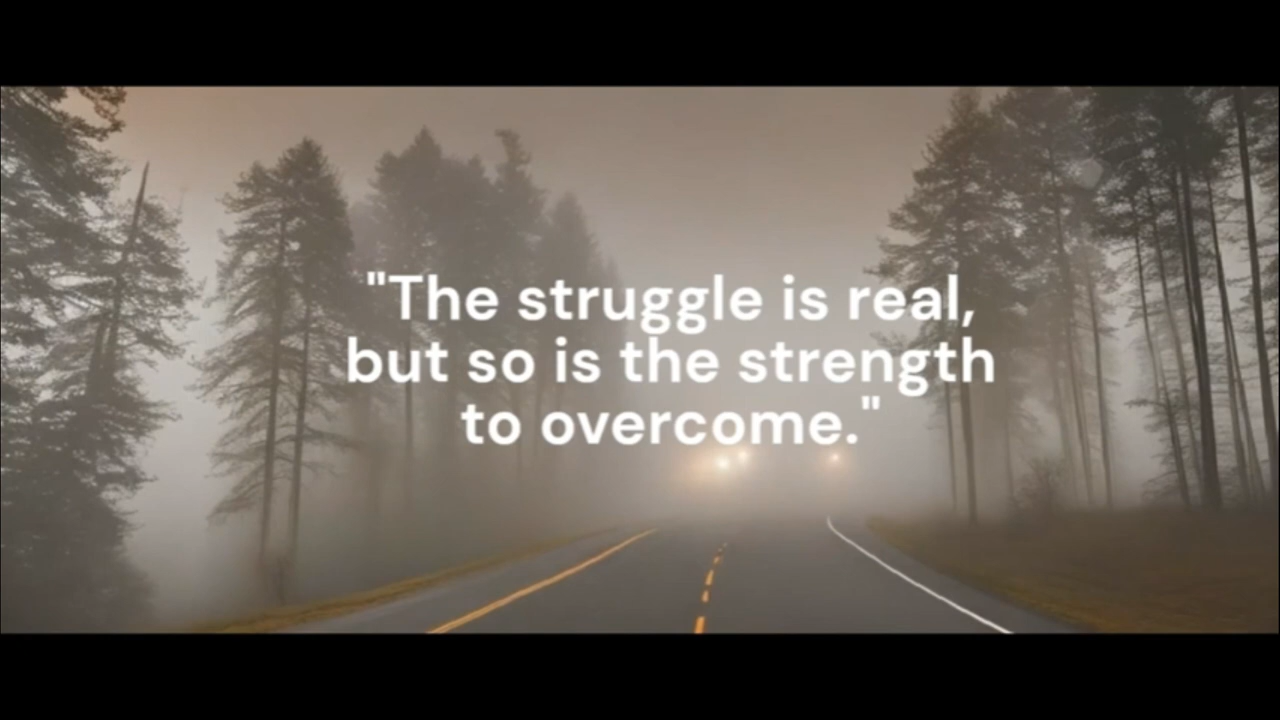 "The struggle is real,
but so is the strength
to overcome."